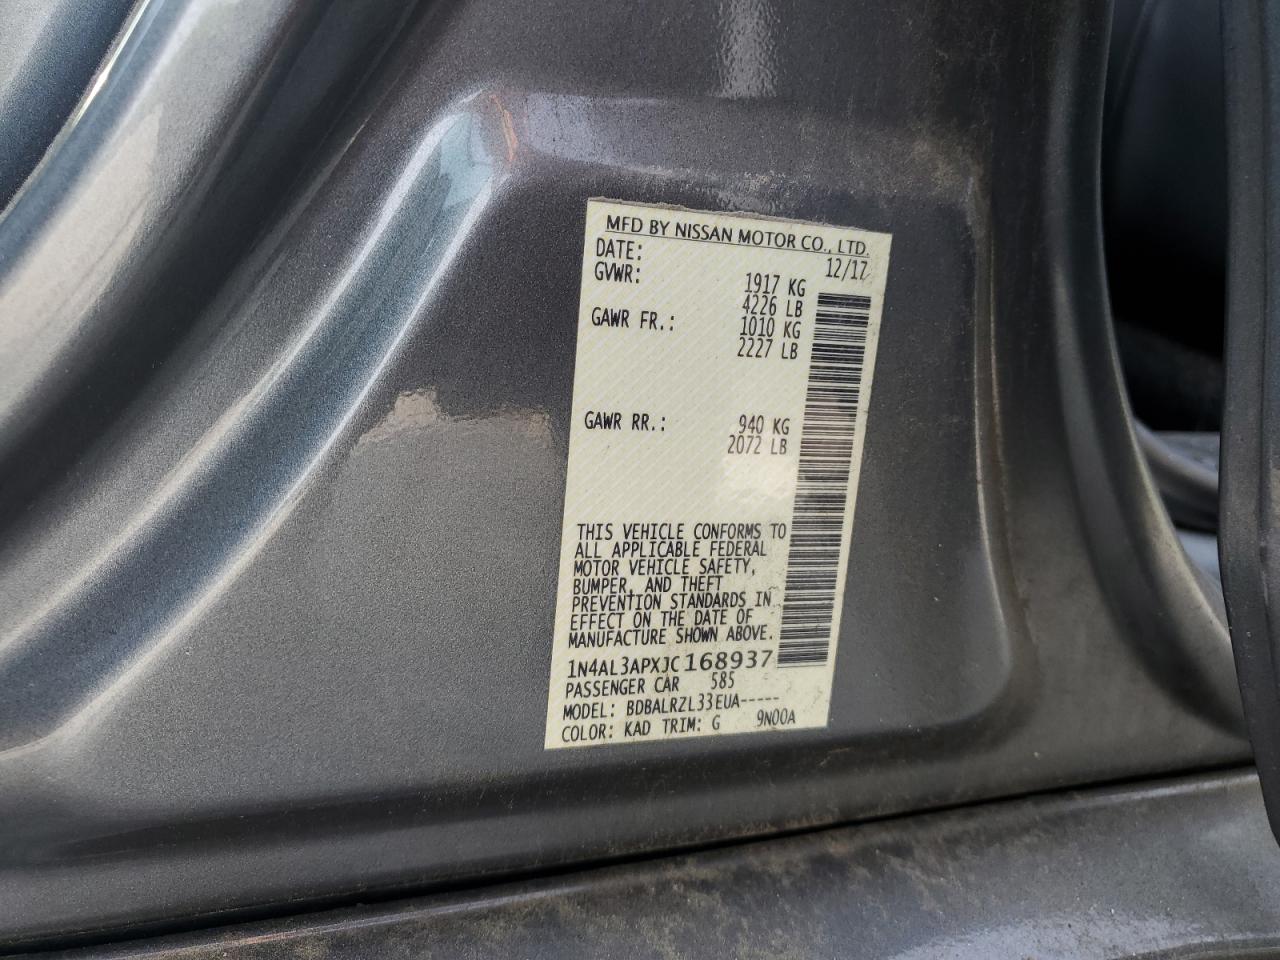 MFD BY NISSAN MOTOR CO., LTD.
DATE: 12/17
GVWR: 1917 KG
4226 LB
GAWR FR.: 1010 KG
2227 LB
GAWR RR.: 940 KG
2072 LB
THIS VEHICLE CONFORMS TO
ALL APPLICABLE FEDERAL
MOTOR VEHICLE SAFETY,
BUMPER, AND THEFT
PREVENTION STANDARDS IN
EFFECT ON THE DATE OF
MANUFACTURE SHOWN ABOVE.
1N4AL3APXJC168937
PASSENGER CAR 585
MODEL: BDBALRZL33EUA-----
COLOR: KAD TRIM: G 9N00A